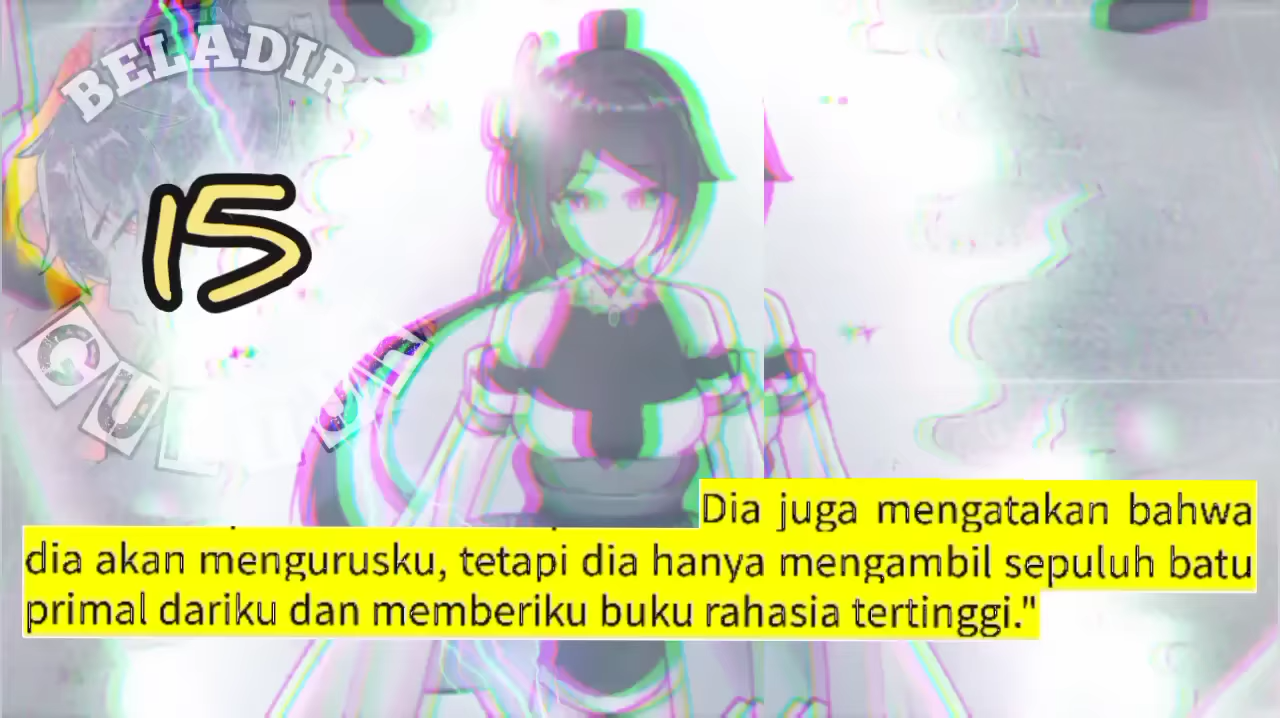 BELADIRI
15
Dia juga mengatakan bahwa
dia akan mengurusku, tetapi dia hanya mengambil sepuluh batu
primal dariku dan memberiku buku rahasia tertinggi."